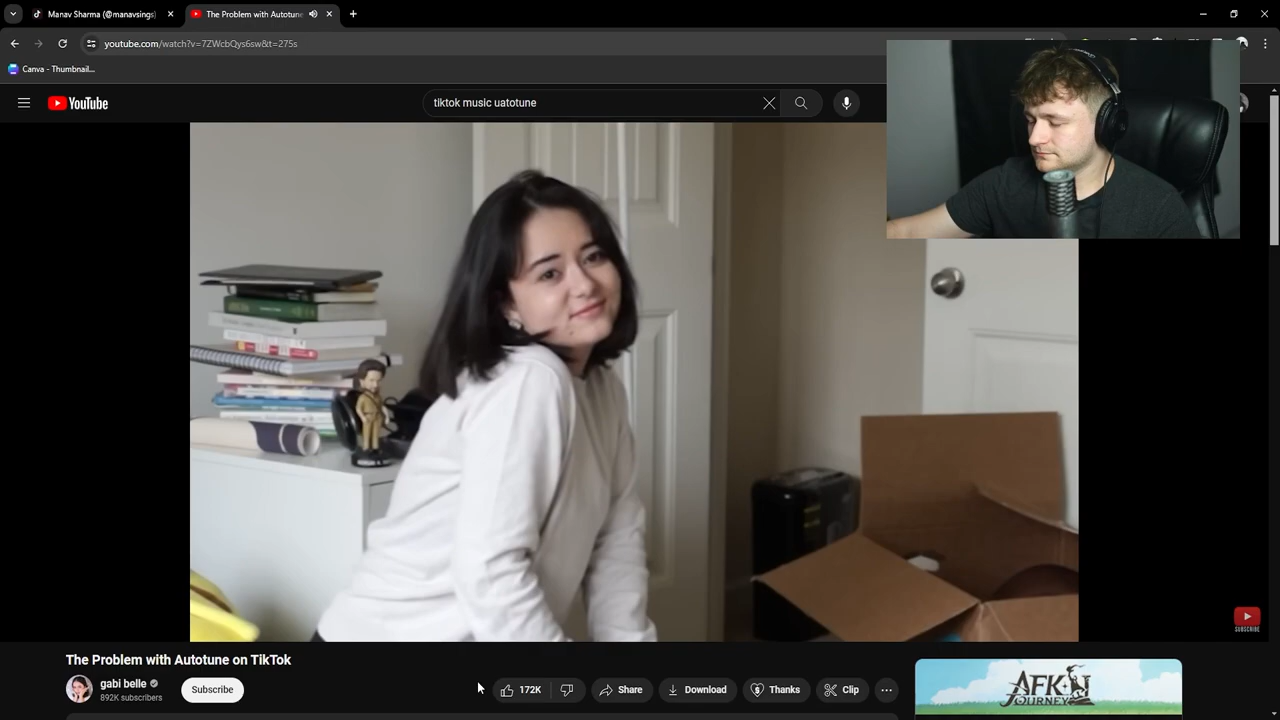 Manav Sharma (@manavsings)
The Problem with Autotune
youtube.com/watch?v=7ZWcbQys6sw&t=275s
Canva - Thumbnail...
YouTube
tiktok music uatotune
SUBSCRIBE
The Problem with Autotune on TikTok
gabi belle
892K subscribers
Subscribe
172K
Share
Download
Thanks
Clip
AFK
JOURNEY